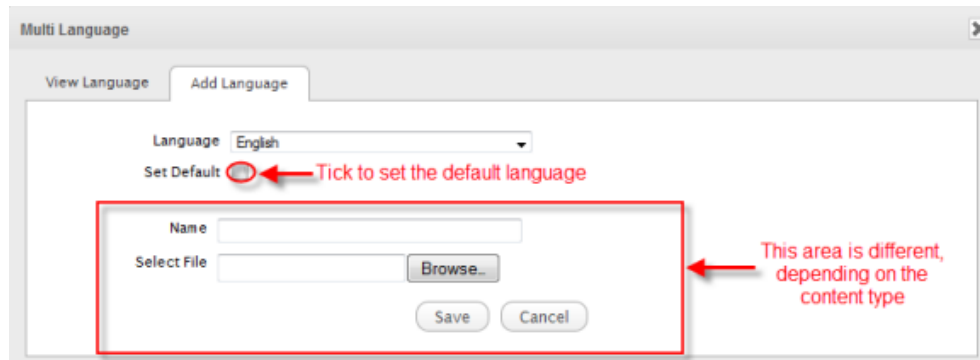 Multi Language
View Language
Add Language
Language English
Set Default Tick to set the default language
Name
Select File Browse..
This area is different,
depending on the
content type
Save Cancel